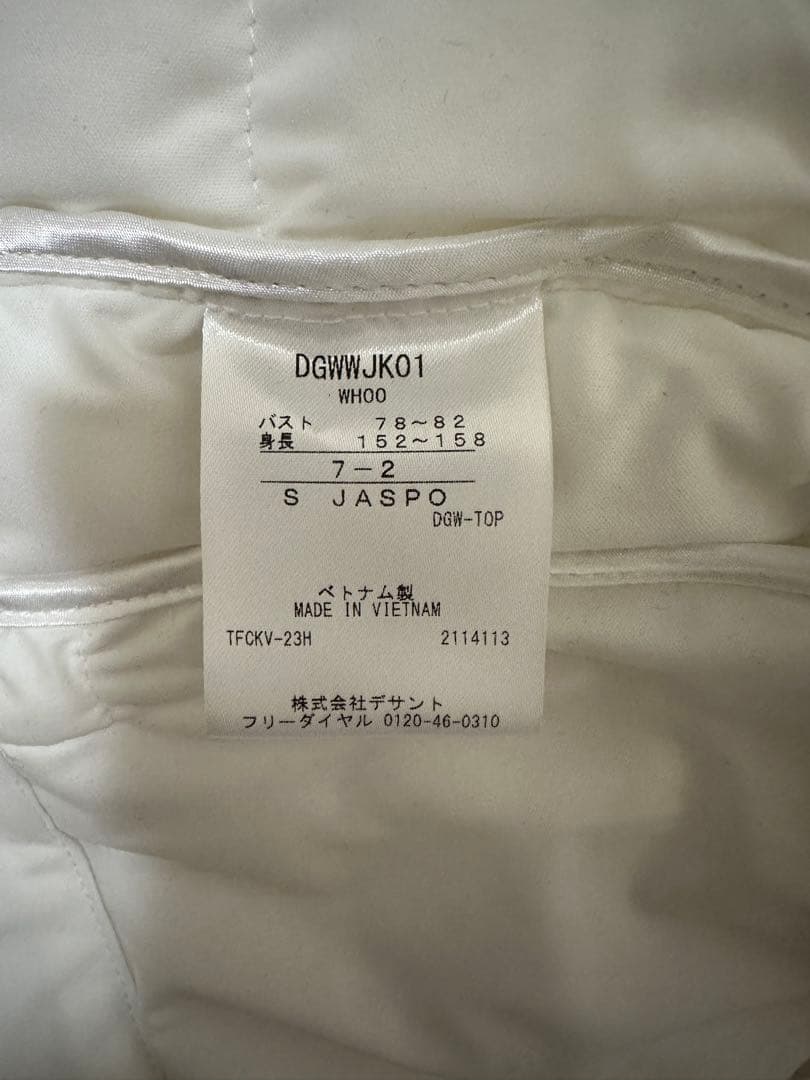 DGWWJK01
WH00
バスト 78～82
身長 152～158
7－2
S JASPO
DGW-TOP
ベトナム製
MADE IN VIETNAM
TFCKV-23H 2114113
株式会社デサント
フリーダイヤル 0120-46-0310